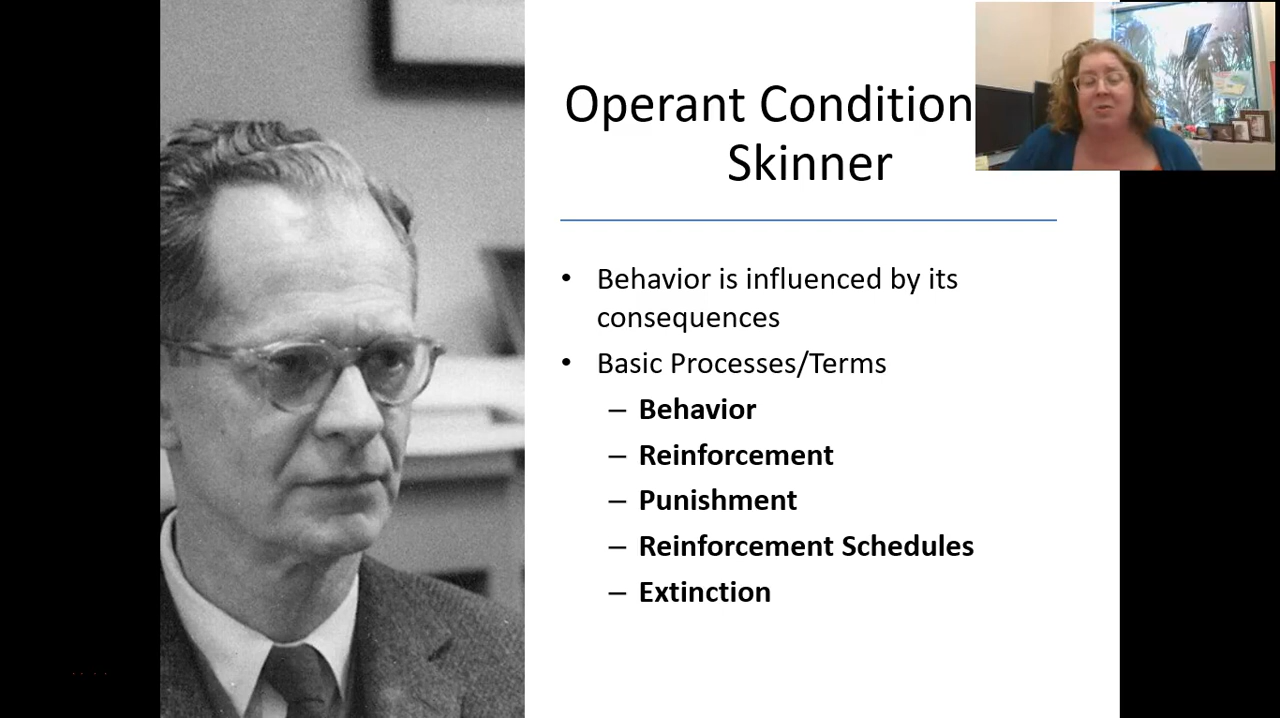 Operant Condition
Skinner
• Behavior is influenced by its
consequences
• Basic Processes/Terms
– Behavior
– Reinforcement
– Punishment
– Reinforcement Schedules
– Extinction